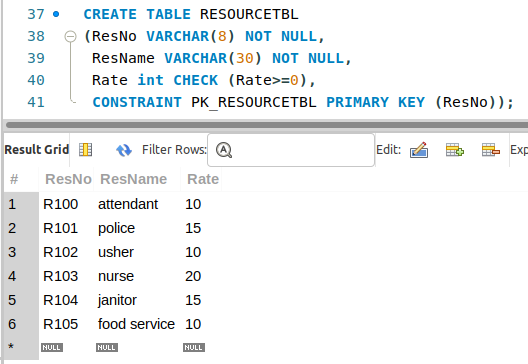 37 CREATE TABLE RESOURCETBL
38 (ResNo VARCHAR(8) NOT NULL,
39 ResName VARCHAR(30) NOT NULL,
40 Rate int CHECK (Rate>=0),
41 CONSTRAINT PK_RESOURCETBL PRIMARY KEY (ResNo));
Result Grid Filter Rows: Edit: Exp
# ResNo ResName Rate
1 R100 attendant 10
2 R101 police 15
3 R102 usher 10
4 R103 nurse 20
5 R104 janitor 15
6 R105 food service 10
* NULL NULL NULL